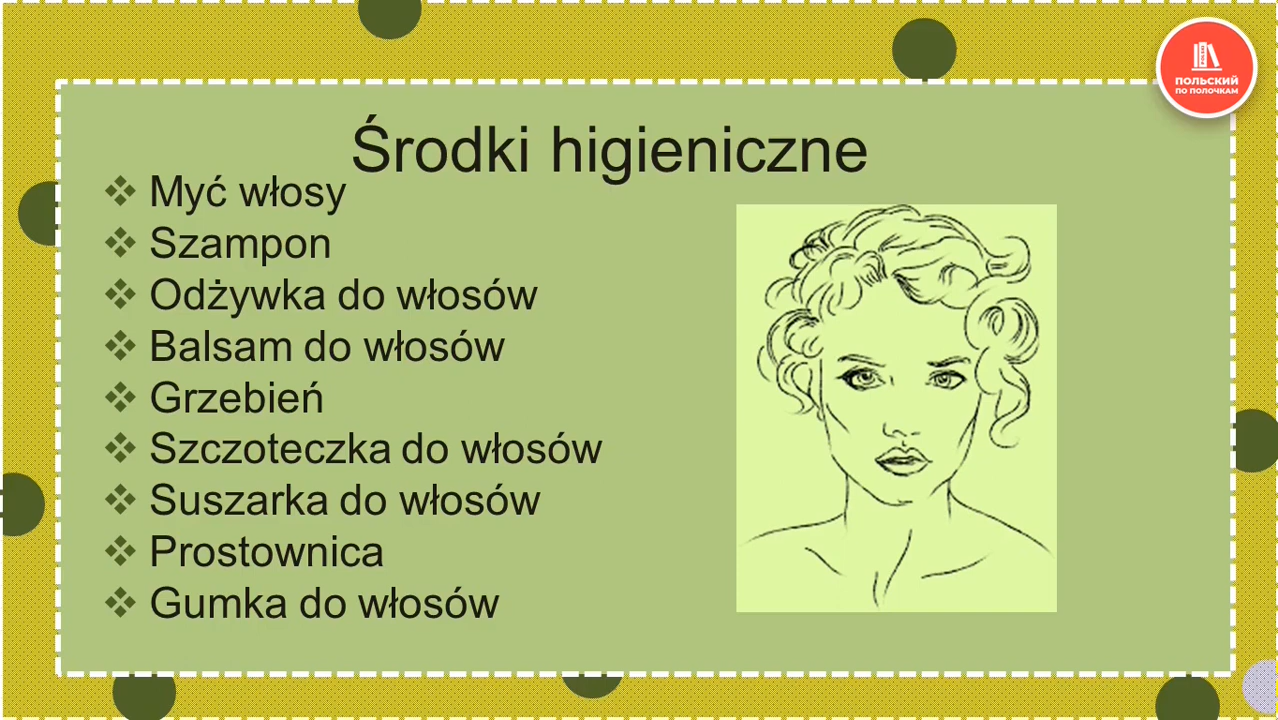 ПОЛЬСКИЙ
ПО ПОЛОЧКАМ
Środki higieniczne
Myć włosy
Szampon
Odżywka do włosów
Balsam do włosów
Grzebień
Szczoteczka do włosów
Suszarka do włosów
Prostownica
Gumka do włosów